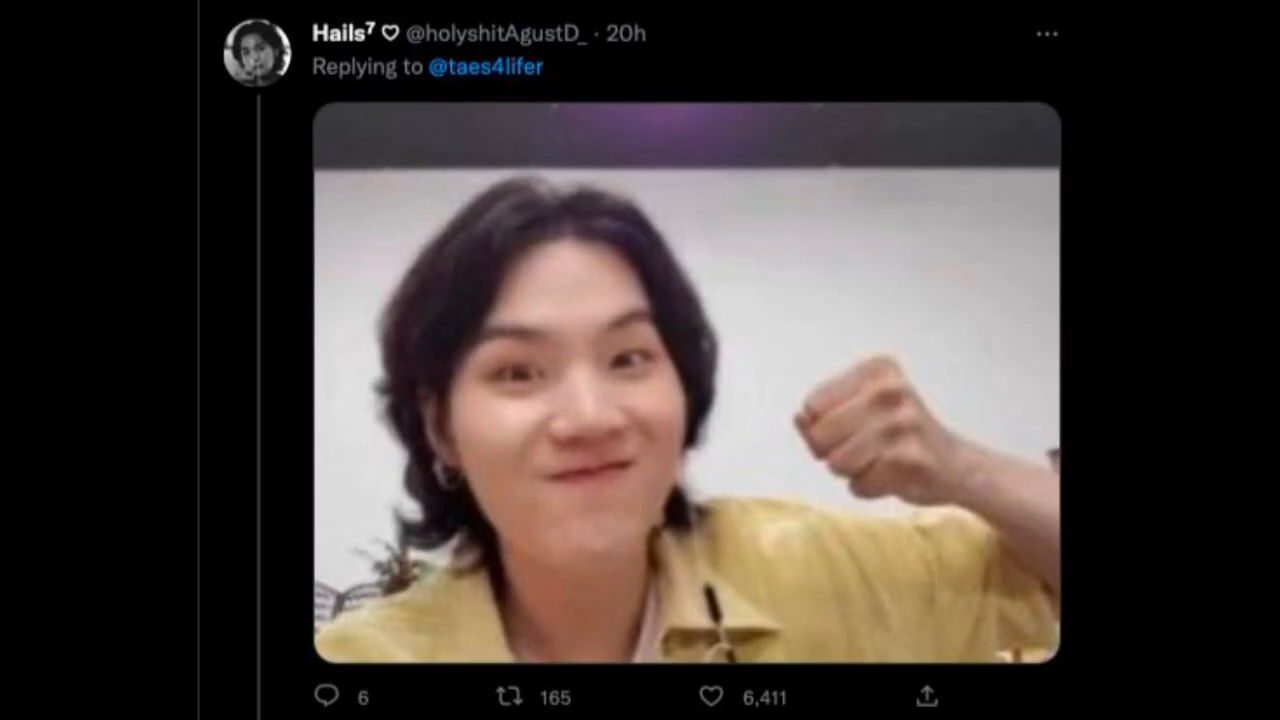 Hails⁷ ♡ @holyshitAgustD_ · 20h
Replying to @taes4lifer
6 165 6,411